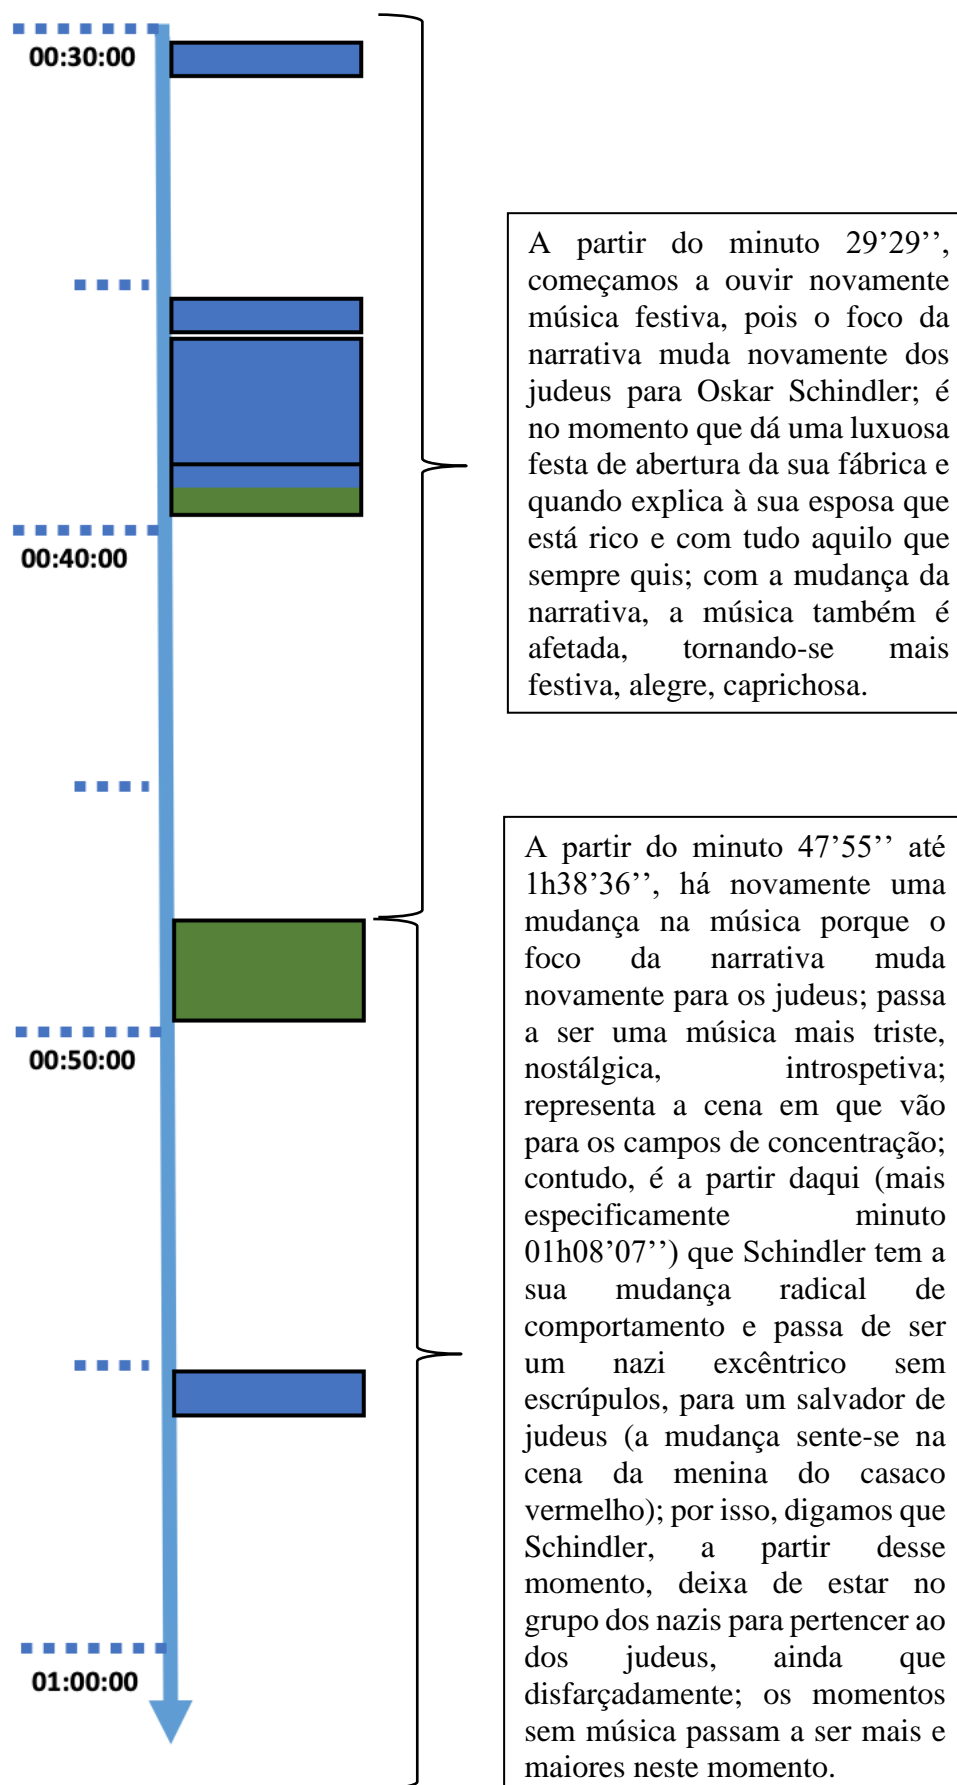 00:30:00
A partir do minuto 29’29’’,
começamos a ouvir novamente
música festiva, pois o foco da
narrativa muda novamente dos
judeus para Oskar Schindler; é
no momento que dá uma luxuosa
festa de abertura da sua fábrica e
quando explica à sua esposa que
está rico e com tudo aquilo que
sempre quis; com a mudança da
narrativa, a música também é
afetada, tornando-se mais
festiva, alegre, caprichosa.
00:40:00
A partir do minuto 47’55’’ até
1h38’36’’, há novamente uma
mudança na música porque o
foco da narrativa muda
novamente para os judeus; passa
a ser uma música mais triste,
nostálgica, introspetiva;
representa a cena em que vão
para os campos de concentração;
contudo, é a partir daqui (mais
especificamente minuto
01h08’07’’) que Schindler tem a
sua mudança radical de
comportamento e passa de ser
um nazi excêntrico sem
escrúpulos, para um salvador de
judeus (a mudança sente-se na
cena da menina do casaco
vermelho); por isso, digamos que
Schindler, a partir desse
momento, deixa de estar no
grupo dos nazis para pertencer ao
dos judeus, ainda que
disfarçadamente; os momentos
sem música passam a ser mais e
maiores neste momento.
00:50:00
01:00:00